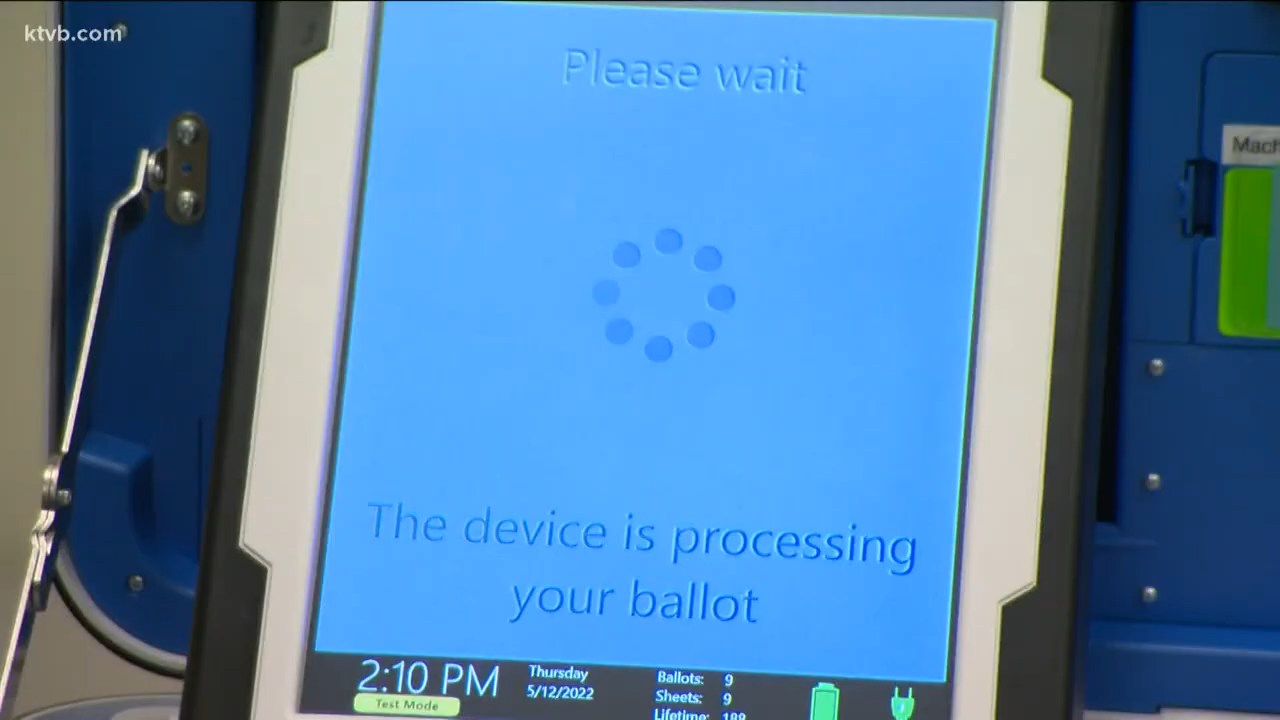 ktvb.com
Please wait
The device is processing
your ballot
2:10 PM
Test Mode
Thursday
5/12/2022
Ballots: 9
Sheets: 9
Lifetime: 188